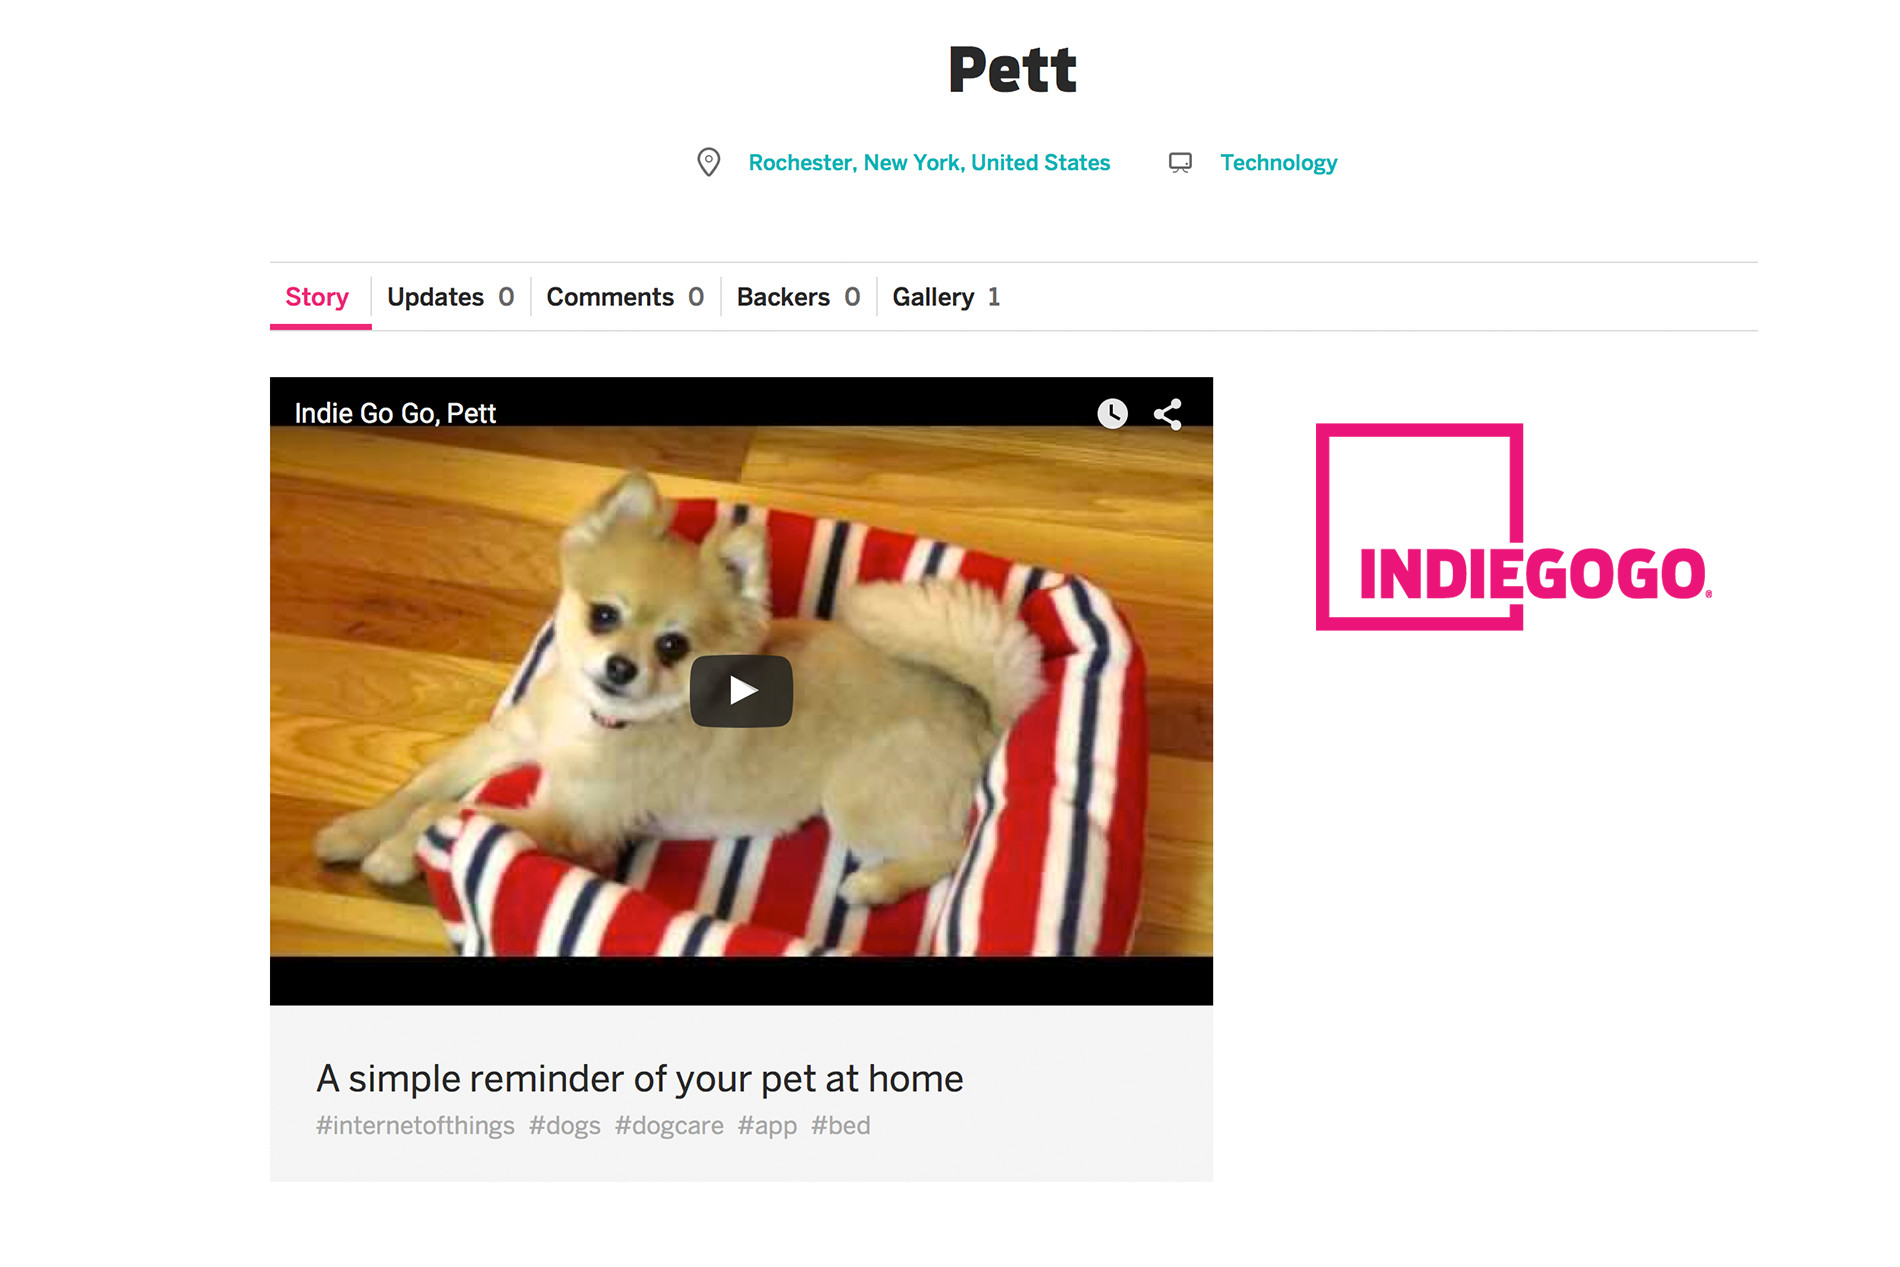 Pett
Rochester, New York, United States Technology
Story Updates 0 Comments 0 Backers 0 Gallery 1
Indie Go Go, Pett
INDIEGOGO®
A simple reminder of your pet at home
#internetofthings #dogs #dogcare #app #bed